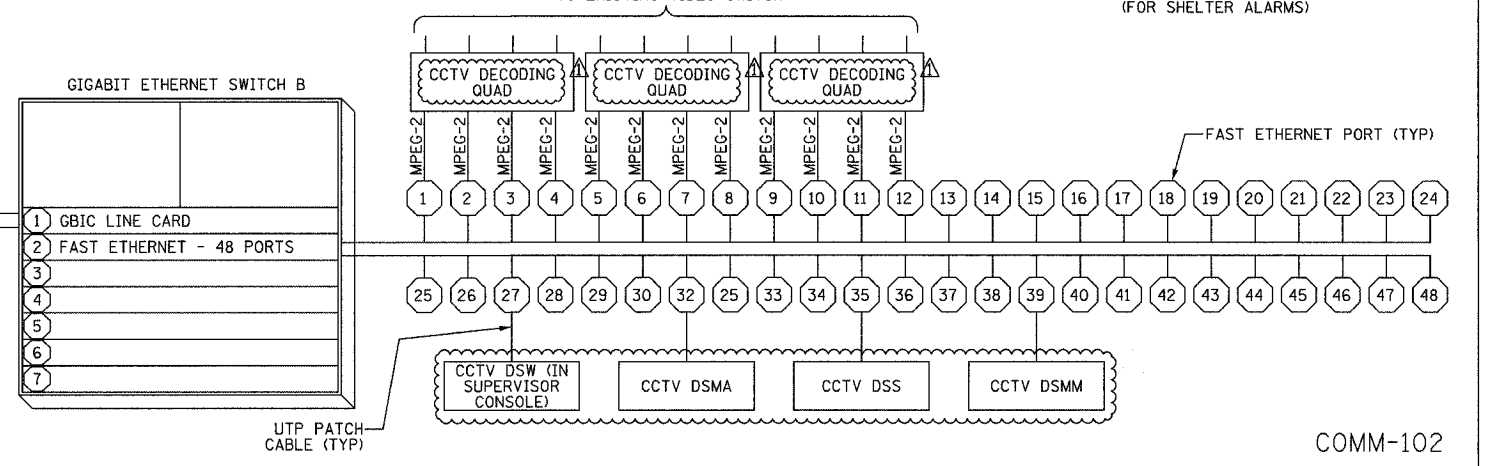 (FOR SHELTER ALARMS)
GIGABIT ETHERNET SWITCH B
CCTV DECODING QUAD 1
CCTV DECODING QUAD 1
CCTV DECODING QUAD 1
MPEG-2 MPEG-2 MPEG-2 MPEG-2 MPEG-2 MPEG-2 MPEG-2 MPEG-2 MPEG-2 MPEG-2 MPEG-2 MPEG-2
FAST ETHERNET PORT (TYP)
1 2 3 4 5 6 7 8 9 10 11 12 13 14 15 16 17 18 19 20 21 22 23 24
1 GBIC LINE CARD
2 FAST ETHERNET - 48 PORTS
3
4
5
6
7
25 26 27 28 29 30 32 25 33 34 35 36 37 38 39 40 41 42 43 44 45 46 47 48
CCTV DSW (IN
SUPERVISOR
CONSOLE)
CCTV DSMA
CCTV DSS
CCTV DSMM
UTP PATCH
CABLE (TYP)
COMM-102